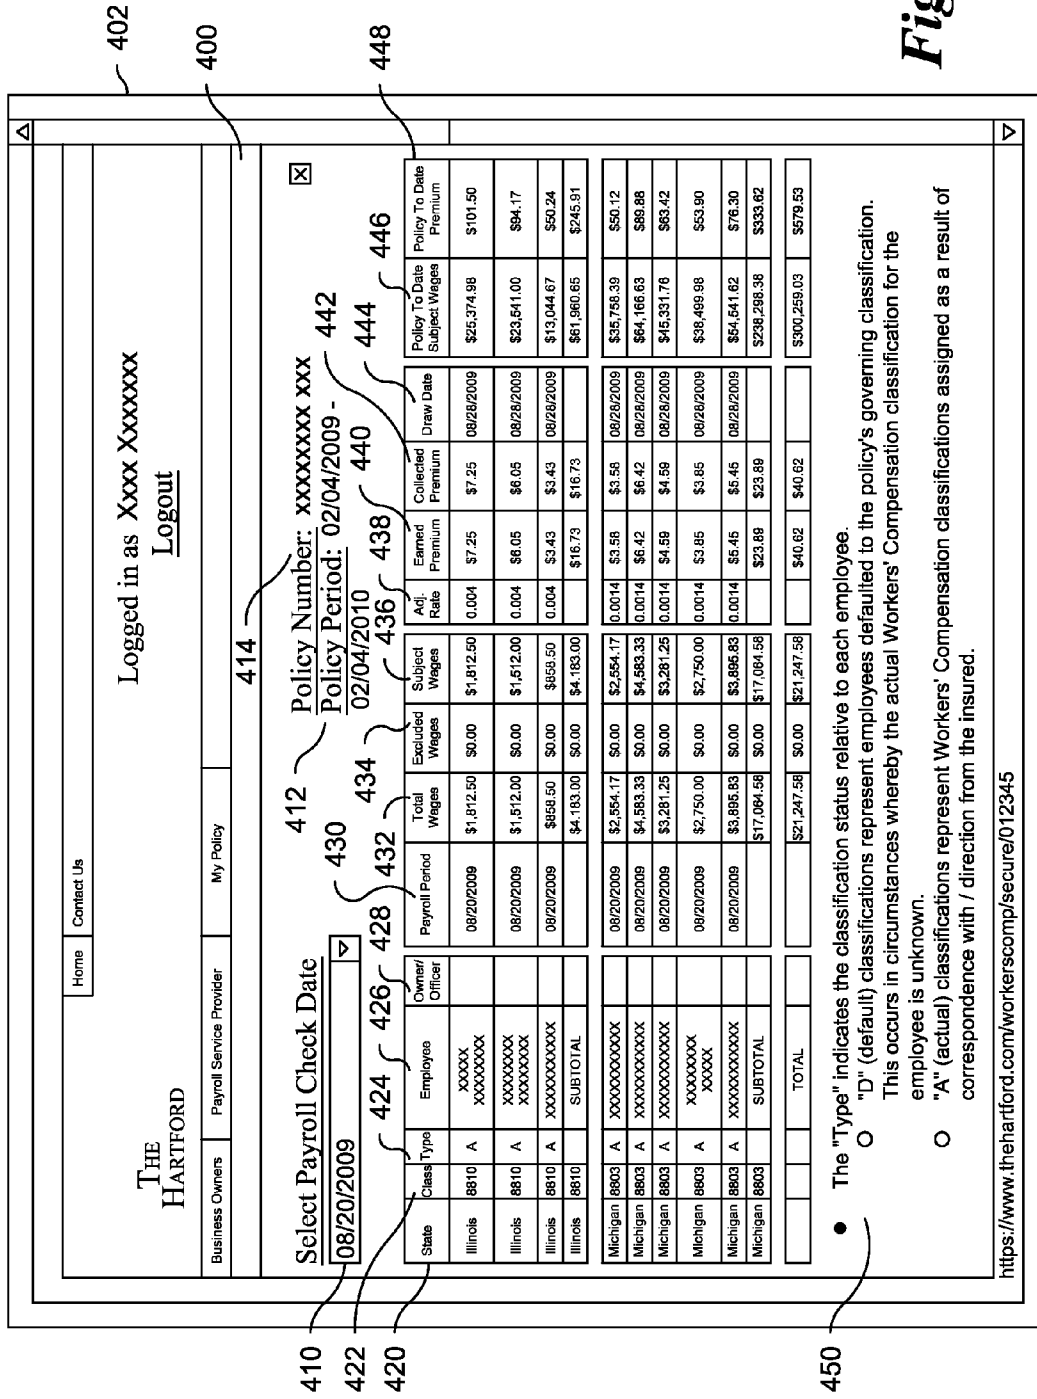 402
400
Home Contact Us
THE
HARTFORD
Logged in as Xxxx Xxxxxxx
Logout
Business Owners Payroll Service Provider My Policy
414
Select Payroll Check Date
08/20/2009
410
412
Policy Number: xxxxxxxx xxx
Policy Period: 02/04/2009 -
02/04/2010
422 424 426 428 430 432 434 436 438 440 442 444 446 448
420
State Class Type Employee Owner/ Officer Payroll Period Total Wages Excluded Wages Subject Wages Adj. Rate Earned Premium Collected Premium Draw Date Policy To Date Subject Wages Policy To Date Premium
Illinois 8810 A XXXXX XXXXXXXX 08/20/2009 $1,812.50 $0.00 $1,812.50 0.004 $7.25 $7.25 08/28/2009 $25,374.98 $101.50
Illinois 8810 A XXXXXXXX XXXXXXXX 08/20/2009 $1,512.00 $0.00 $1,512.00 0.004 $6.05 $6.05 08/28/2009 $23,541.00 $94.17
Illinois 8810 A XXXXXXXXXXX 08/20/2009 $858.50 $0.00 $858.50 0.004 $3.43 $3.43 08/28/2009 $13,044.67 $50.24
Illinois 8810 SUBTOTAL $4.183.00 $0.00 $4.183.00 $16.73 $16.73 $61,960.65 $245.91
Michigan 8803 A XXXXXXXXXXX 08/20/2009 $2,554.17 $0.00 $2,554.17 0.0014 $3.58 $3.58 08/28/2009 $35,758.39 $50.12
Michigan 8803 A XXXXXXXXXXX 08/20/2009 $4,583.33 $0.00 $4,583.33 0.0014 $6.42 $6.42 08/28/2009 $64,166.63 $89.88
Michigan 8803 A XXXXXXXXXXX 08/20/2009 $3,281.25 $0.00 $3,281.25 0.0014 $4.59 $4.59 08/28/2009 $45,331.76 $63.42
Michigan 8803 A XXXXXXX XXXXX 08/20/2009 $2,750.00 $0.00 $2,750.00 0.0014 $3.85 $3.85 08/28/2009 $38,499.98 $53.90
Michigan 8803 A XXXXXXXXXXX 08/20/2009 $3,895.83 $0.00 $3,895.83 0.0014 $5.45 $5.45 08/28/2009 $54,541.62 $76.30
Michigan 8803 SUBTOTAL $17,064.58 $0.00 $17,064.58 $23.89 $23.89 $238,298.38 $333.62
TOTAL $21,247.58 $0.00 $21,247.58 $40.62 $40.62 $300,259.03 $579.53
450
● The "Type" indicates the classification status relative to each employee.
○ "D" (default) classifications represent employees defaulted to the policy's governing classification.
This occurs in circumstances whereby the actual Workers' Compensation classification for the
employee is unknown.
○ "A" (actual) classifications represent Workers' Compensation classifications assigned as a result of
correspondence with / direction from the insured.
https://www.thehartford.com/workerscomp/secure/012345
Fig